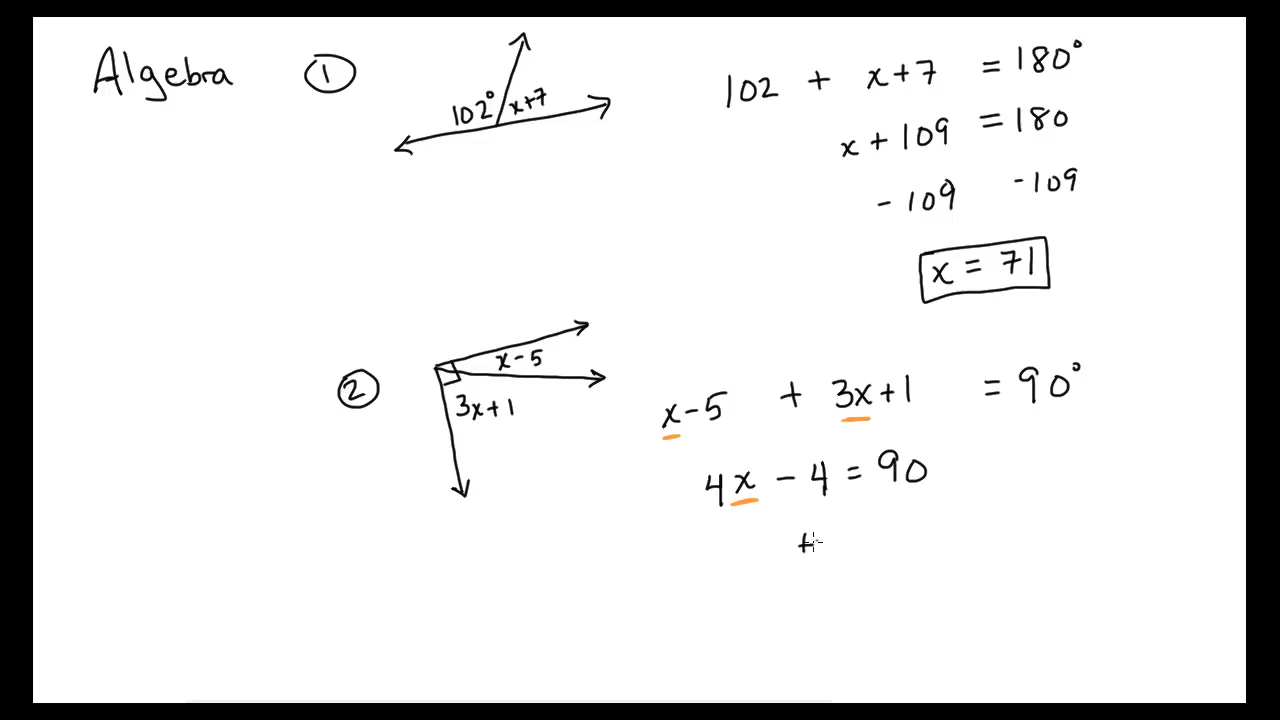 Algebra ①
102° x+7
102 + x+7 = 180°
x + 109 = 180
- 109 - 109
x = 71
②
x-5
3x+1
x-5 + 3x+1 = 90°
4x - 4 = 90
+